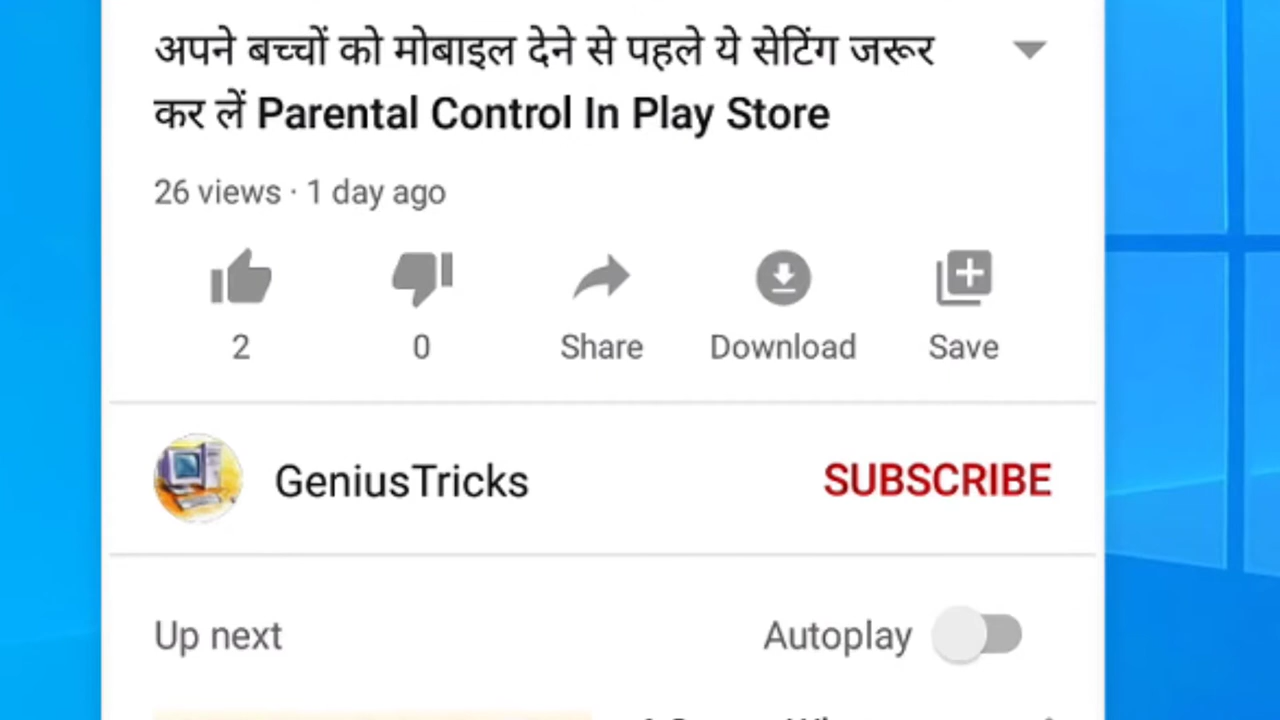 अपने बच्चों को मोबाइल देने से पहले ये सेटिंग जरूर
कर लें Parental Control In Play Store
26 views · 1 day ago
2 0 Share Download Save
GeniusTricks SUBSCRIBE
Up next Autoplay